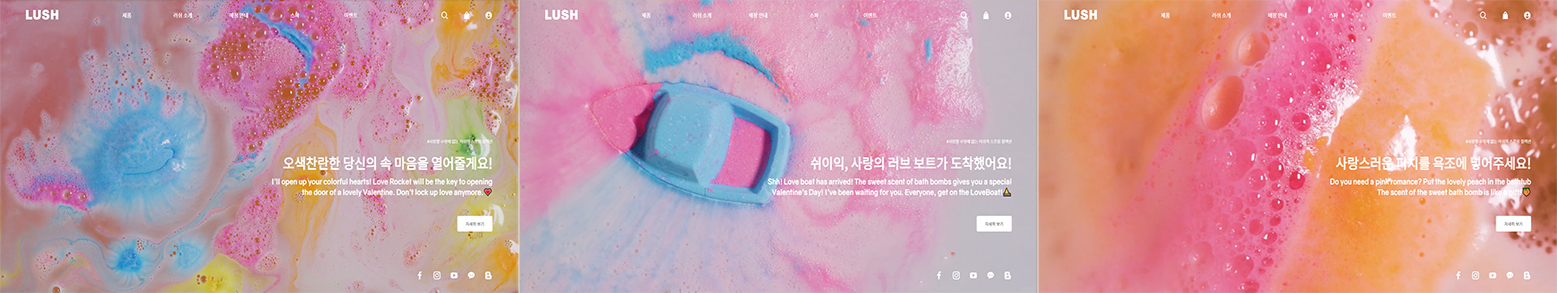 LUSH
제품
러쉬 소개
매장 안내
스파
이벤트
오색찬란한 당신의 속 마음을 열어줄게요!
I'll open up your colorful hearts! Love Rocket will be the key to opening
the door of a lovely Valentine. Don't lock up love anymore
자세히 보기
LUSH
제품
러쉬 소개
매장 안내
스파
이벤트
쉬이익, 사랑의 러브 보트가 도착했어요!
Shh! Love boat has arrived! The sweet scent of bath bombs gives you a special
Valentine's Day! I've been waiting for you. Everyone, get on the LoveBoat!
자세히 보기
LUSH
제품
러쉬 소개
매장 안내
스파
이벤트
사랑스러운 피치를 욕조에 넣어주세요!
Do you need a pink romance? Put the lovely peach in the bathtub
The scent of the sweet bath bomb is like a gift!
자세히 보기